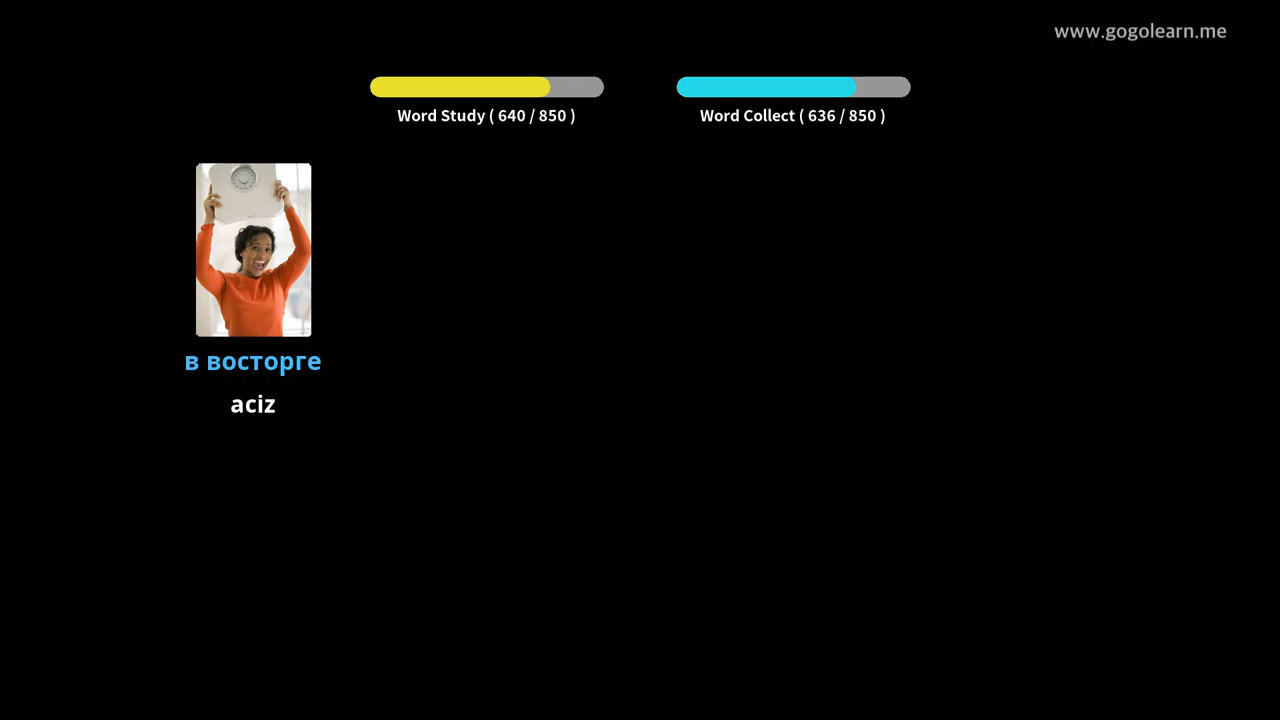 www.gogolearn.me
Word Study ( 640 / 850 )
Word Collect ( 636 / 850 )
в восторге
aciz